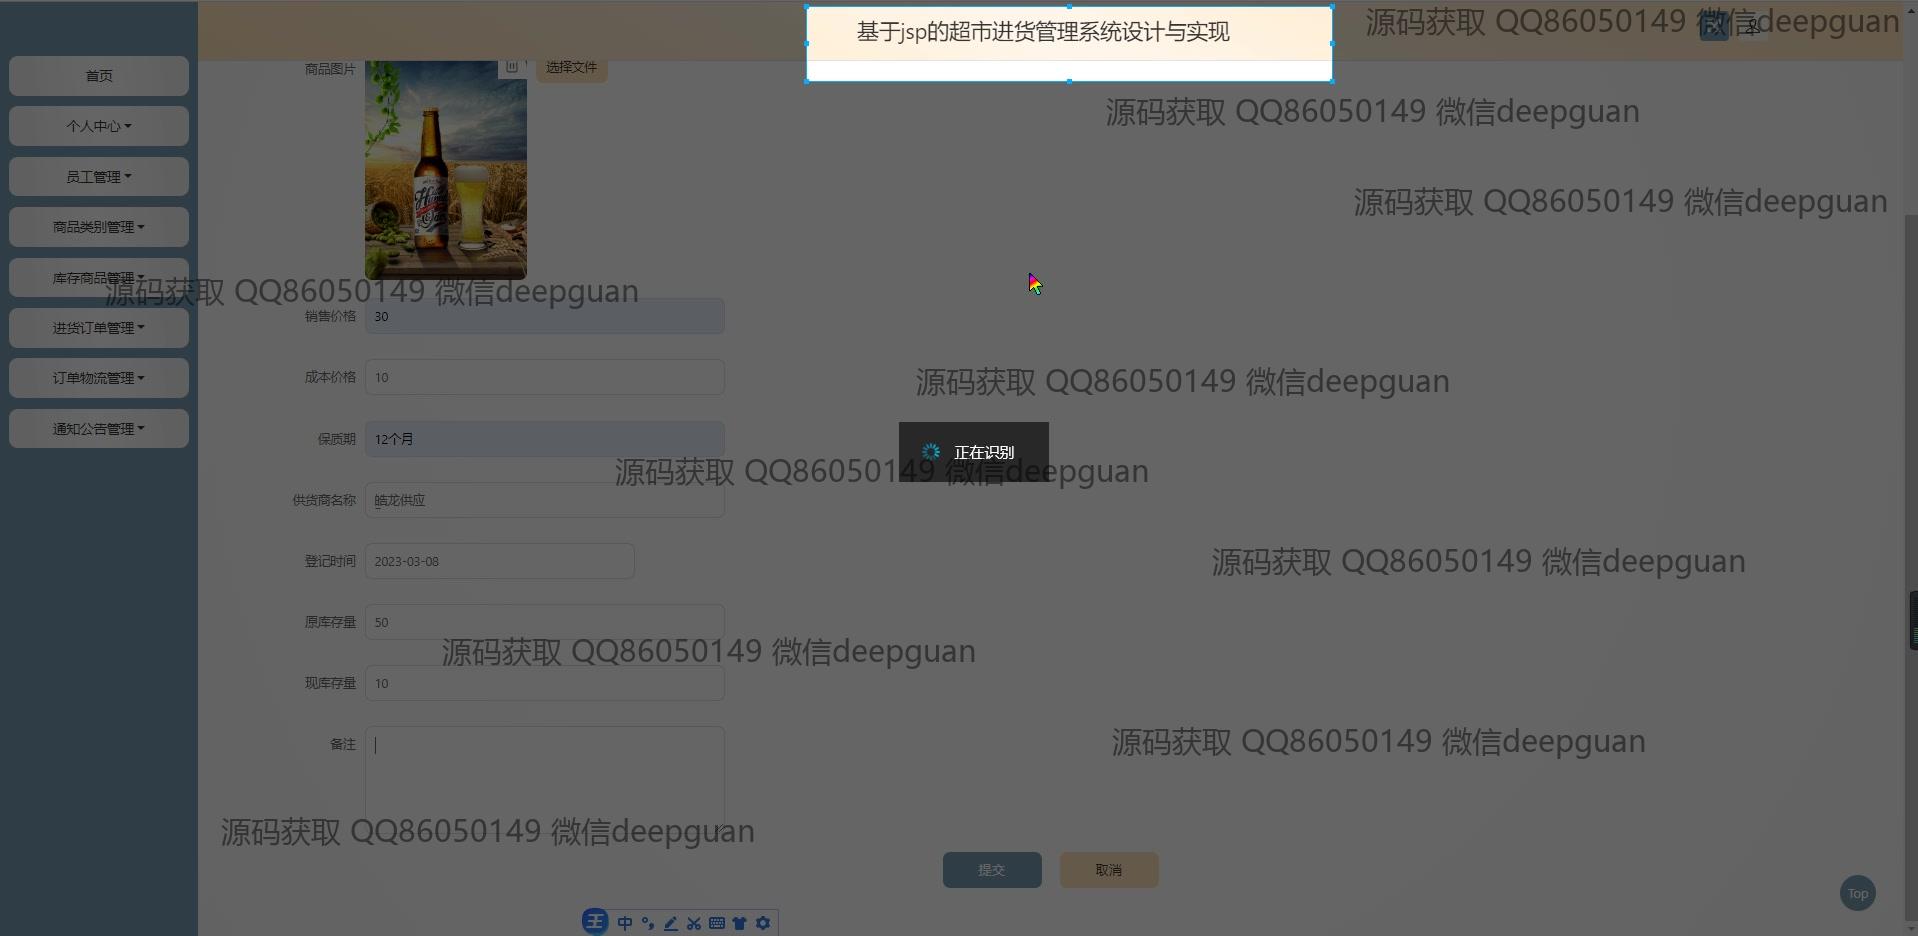 基于jsp的超市进货管理系统设计与实现
源码获取 QQ86050149 微信deepguan
首页
商品图片
选择文件
源码获取 QQ86050149 微信deepguan
个人中心
员工管理
源码获取 QQ86050149 微信deepguan
商品类别管理
库存商品管理
源码获取 QQ86050149 微信deepguan
销售价格 30
进货订单管理
订单物流管理
成本价格 10
源码获取 QQ86050149 微信deepguan
通知公告管理
保质期 12个月
正在识别
源码获取 QQ86050149 微信deepguan
供货商名称 皓龙供应
登记时间 2023-03-08
源码获取 QQ86050149 微信deepguan
原库存量 50
源码获取 QQ86050149 微信deepguan
现库存量 10
备注
源码获取 QQ86050149 微信deepguan
源码获取 QQ86050149 微信deepguan
提交
取消
Top
王 中